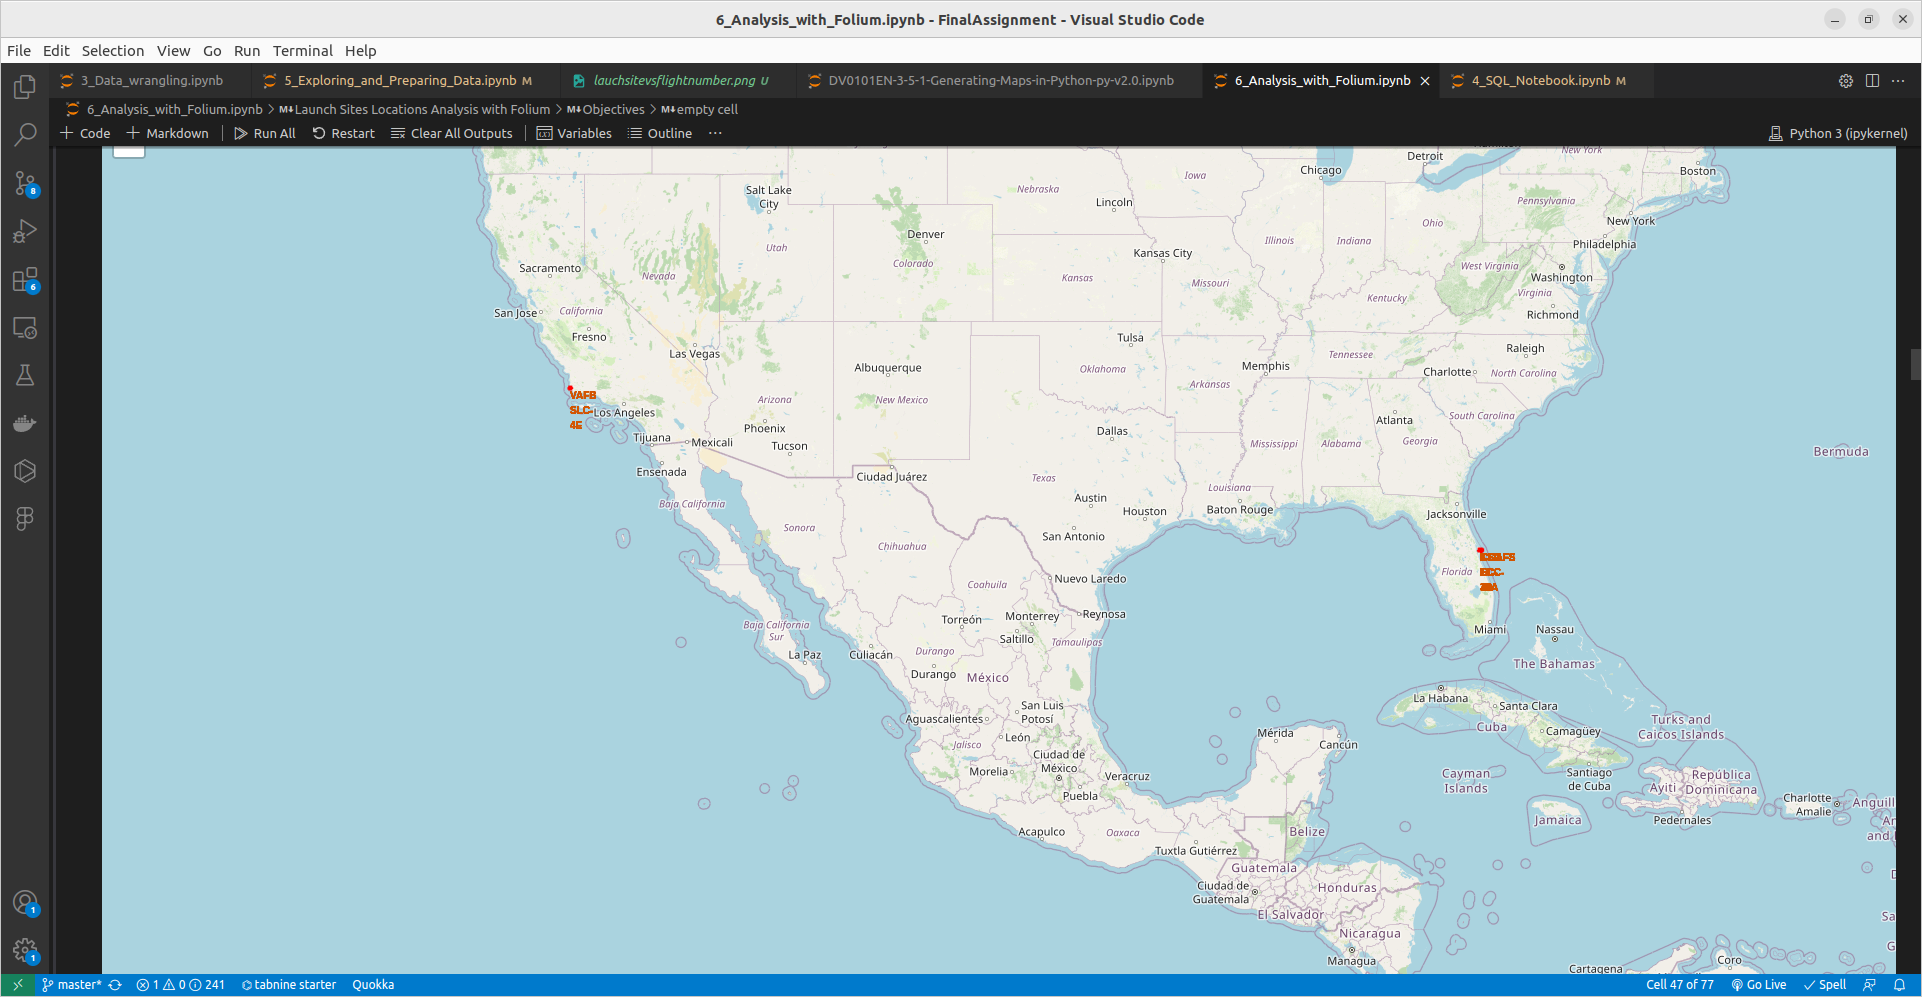 6_Analysis_with_Folium.ipynb - FinalAssignment - Visual Studio Code
File Edit Selection View Go Run Terminal Help
3_Data_wrangling.ipynb 5_Exploring_and_Preparing_Data.ipynb M lauchsitevsflightnumber.png U DV0101EN-3-5-1-Generating-Maps-in-Python-py-v2.0.ipynb 6_Analysis_with_Folium.ipynb 4_SQL_Notebook.ipynb M
6_Analysis_with_Folium.ipynb > M↓Launch Sites Locations Analysis with Folium > M↓Objectives > M↓empty cell
+ Code + Markdown Run All Restart Clear All Outputs Variables Outline ... Python 3 (ipykernel)
Detroit
New York
Chicago
Boston
Salt Lake
City
Nebraska
Iowa
Lincoln
Pennsylvania
New York
Ohio
Denver
Utah
Illinois
Indiana
Philadelphia
Kansas City
Colorado
Sacramento
Nevada
Kansas
Missouri
West Virginia
Washington
Virginia
Kentucky
San Jose
California
Richmond
Fresno
Tulsa
Las Vegas
Raleigh
Tennessee
Albuquerque
Oklahoma
Memphis
Charlotte
North Carolina
Arkansas
VAFB
SLC-
4E
Los Angeles
Arizona
New Mexico
South Carolina
Atlanta
Phoenix
Dallas
Tijuana
Mexicali
Tucson
Mississippi
Alabama
Georgia
Bermuda
Ensenada
Ciudad Juárez
Texas
Louisiana
Baja California
Austin
Houston
Baton Rouge
Jacksonville
Sonora
San Antonio
Chihuahua
Florida
Coahuila
Nuevo Laredo
Torreón
Monterrey
Reynosa
Baja California
Sur
Saltillo
Tamaulipas
Miami
Nassau
La Paz
Culiacán
Durango
Durango
México
The Bahamas
La Habana
Santa Clara
Aguascalientes
San Luis
Potosí
Turks and
Caicos Islands
Cuba
Camagüey
León
Jalisco
Mérida
Cancún
Ciudad de
México
Morelia
Veracruz
Cayman
Islands
Santiago
de Cuba
Ayiti
República
Dominicana
Puebla
Charlotte
Amalie
Anguill
An
and
Jamaica
Pedernales
Acapulco
Oaxaca
Belize
Tuxtla Gutiérrez
Guatemala
Ciudad de
Guatemala
Honduras
El Salvador
Nicaragua
Managua
Sa
G
Coro
Cartagena
8
6
1
1
master* 1 0 241 tabnine starter Quokka Cell 47 of 77 Go Live Spell